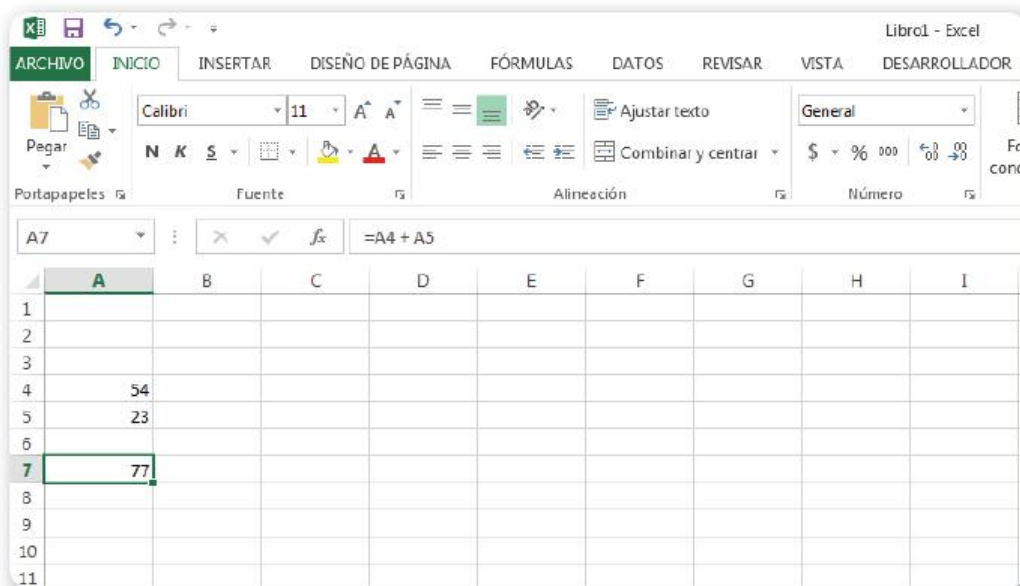 Libro1 - Excel
ARCHIVO INICIO INSERTAR DISEÑO DE PÁGINA FÓRMULAS DATOS REVISAR VISTA DESARROLLADOR
Calibri 11 A A Ajustar texto General
Pegar N K S A Combinar y centrar $ % 000
Portapapeles Fuente Alineación Número
A7 fx =A4 + A5
A B C D E F G H I
1
2
3
4 54
5 23
6
7 77
8
9
10
11